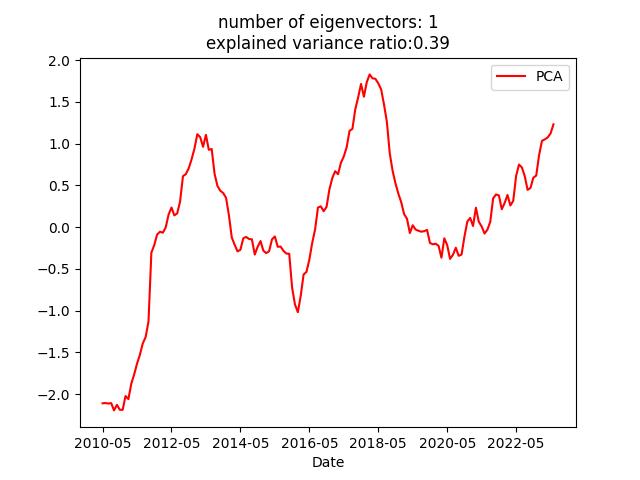 number of eigenvectors: 1
explained variance ratio:0.39
PCA
2.0
1.5
1.0
0.5
0.0
−0.5
−1.0
−1.5
−2.0
2010-05 2012-05 2014-05 2016-05 2018-05 2020-05 2022-05
Date